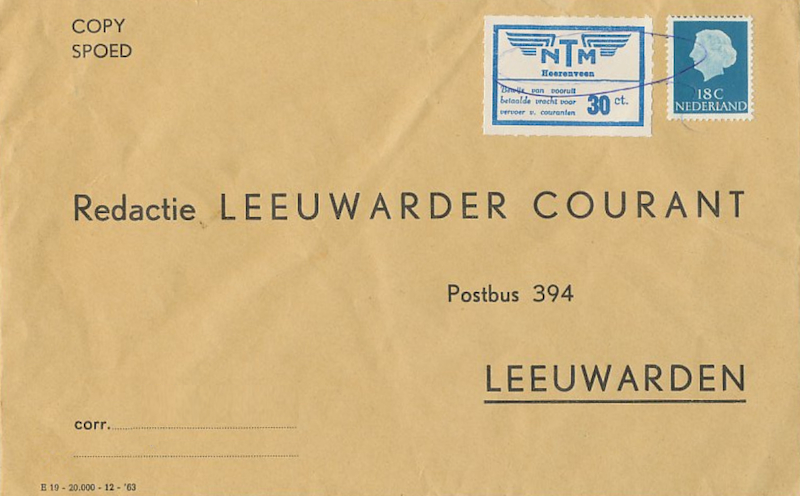 COPY
SPOED
NTM
Heerenveen
Bewijs van vooruit
betaalde vracht voor
vervoer v. couranten
30 ct.
18 C
NEDERLAND
Redactie LEEUWARDER COURANT
Postbus 394
LEEUWARDEN
corr.
E 19 - 20.000 - 12 - '63